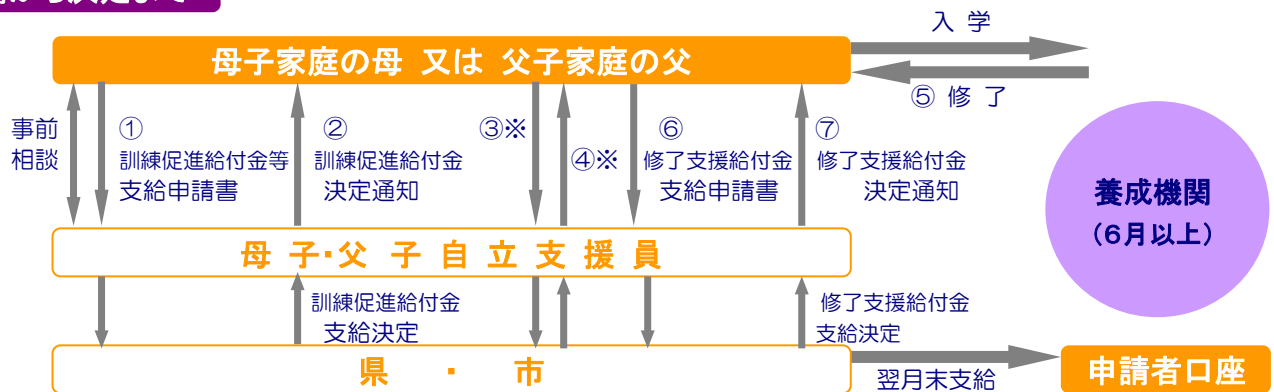 から決定まで
入 学
母子家庭の母 又は 父子家庭の父
⑤ 修 了
事前
相談
①
訓練促進給付金等
支給申請書
②
訓練促進給付金
決定通知
③※
④※
⑥
修了支援給付金
支給申請書
⑦
修了支援給付金
決定通知
養成機関
（６月以上）
母 子・父 子 自 立 支 援 員
訓練促進給付金
支給決定
修了支援給付金
支給決定
県 ・ 市
翌月末支給
申請者口座